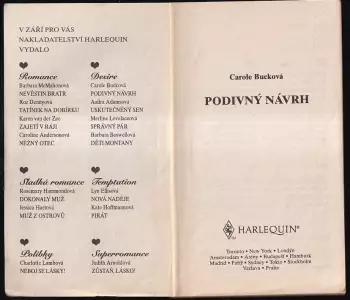 V ZÁŘÍ PRO VÁS
NAKLADATELSTVÍ HARLEQUIN
VYDALO
Romance
Barbara McMahonová
NEVĚSTIN BRATR
Roz Dennyová
TATÍNEK NA DOBÍRKU
Karen van der Zee
ZAJETÍ V RÁJI
Caroline Andersonová
NĚŽNÝ OTEC
Desire
Carole Bucková
PODIVNÝ NÁVRH
Andra Adamsová
USKUTEČNĚNÝ SEN
Merline Lovelaceová
SPRÁVNÝ PÁR
Barbara Boswellová
DĚTI MONTANY
Sladká romance
Rosemary Hammondová
DOKONALÝ MUŽ
Jessica Hartová
MUŽ Z OSTROVŮ
Temptation
Lyn Ellisová
NOVÁ NADĚJE
Kate Hoffmannová
PIRÁT
Polibky
Charlotte Lambová
NEBOJ SE LÁSKY!
Superromance
Judith Arnoldová
ZŮSTAŇ, LÁSKO!
Carole Bucková
PODIVNÝ NÁVRH
HARLEQUIN®
Toronto • New York • Londýn
Amsterodam • Athény • Budapešť • Hamburk
Madrid • Paříž • Sydney • Tokio • Stockholm
Varšava • Praha